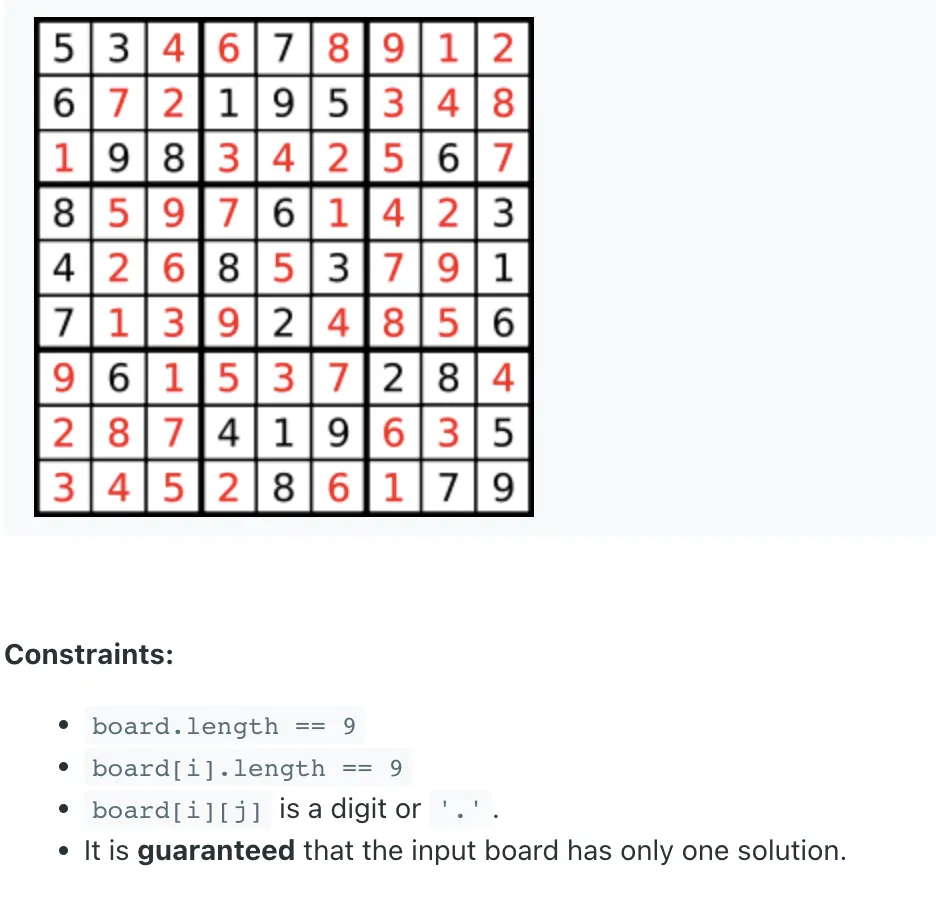 5 3 4 6 7 8 9 1 2
6 7 2 1 9 5 3 4 8
1 9 8 3 4 2 5 6 7
8 5 9 7 6 1 4 2 3
4 2 6 8 5 3 7 9 1
7 1 3 9 2 4 8 5 6
9 6 1 5 3 7 2 8 4
2 8 7 4 1 9 6 3 5
3 4 5 2 8 6 1 7 9
Constraints:
• board.length == 9
• board[i].length == 9
• board[i][j] is a digit or '.'.
• It is guaranteed that the input board has only one solution.